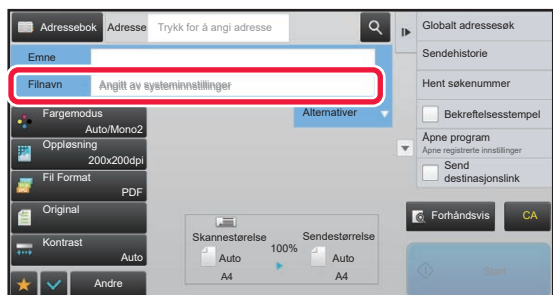 Adressebok
Adresse
Trykk for å angi adresse
Emne
Filnavn
Angitt av systeminnstillinger
Fargemodus
Auto/Mono2
Oppløsning
200x200dpi
Fil Format
PDF
Original
Kontrast
Auto
Andre
Alternativer
Skannestørelse
Auto
A4
100%
Sendestørrelse
Auto
A4
Globalt adressesøk
Sendehistorie
Hent søkenummer
Bekreftelsesstempel
Åpne program
Åpne registrerte innstillinger
Send
destinasjonslink
Forhåndsvis
CA
Start